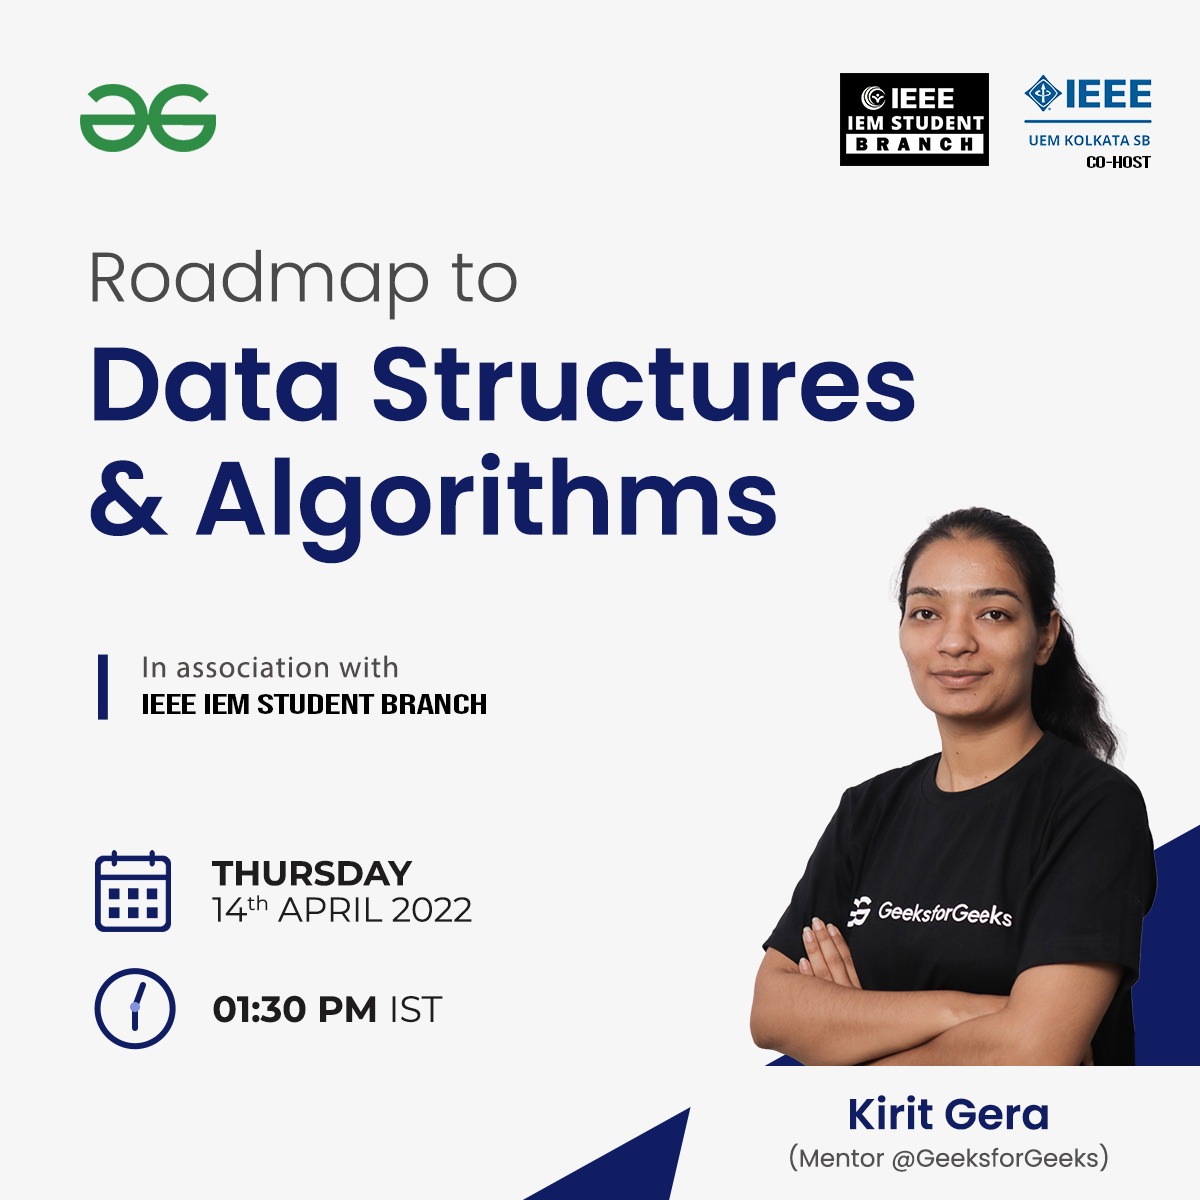 IEEE
IEM STUDENT
BRANCH
IEEE
UEM KOLKATA SB
CO-HOST
Roadmap to
Data Structures
& Algorithms
In association with
IEEE IEM STUDENT BRANCH
THURSDAY
14th APRIL 2022
01:30 PM IST
GeeksforGeeks
Kirit Gera
(Mentor @GeeksforGeeks)